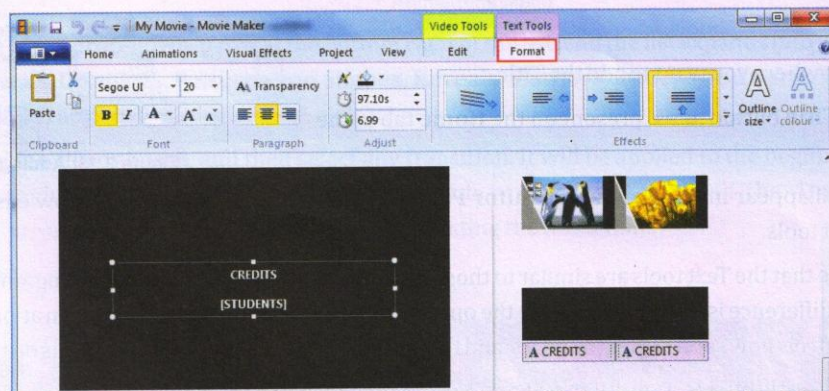 My Movie - Movie Maker
Video Tools Text Tools
Home Animations Visual Effects Project View Edit Format
Paste
Segoe UI 20
Transparency
97.10s
B I A A A
6.99
Outline size
Outline colour
Clipboard Font Paragraph Adjust Effects
CREDITS
[STUDENTS]
A CREDITS A CREDITS